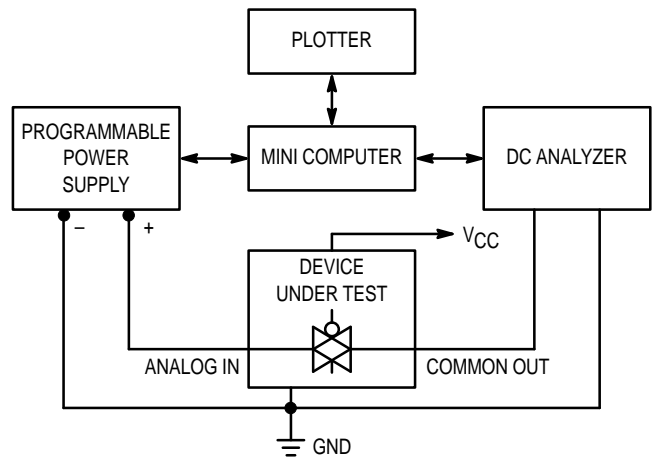 PLOTTER
PROGRAMMABLE
POWER
SUPPLY
MINI COMPUTER
DC ANALYZER
– +
VCC
DEVICE
UNDER TEST
ANALOG IN
COMMON OUT
GND